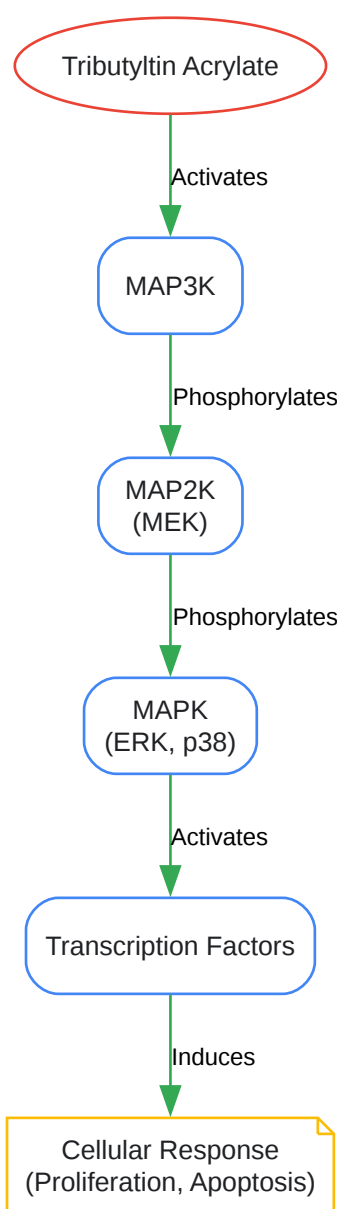 Tributyltin Acrylate
Activates
MAP3K
Phosphorylates
MAP2K
(MEK)
Phosphorylates
MAPK
(ERK, p38)
Activates
Transcription Factors
Induces
Cellular Response
(Proliferation, Apoptosis)